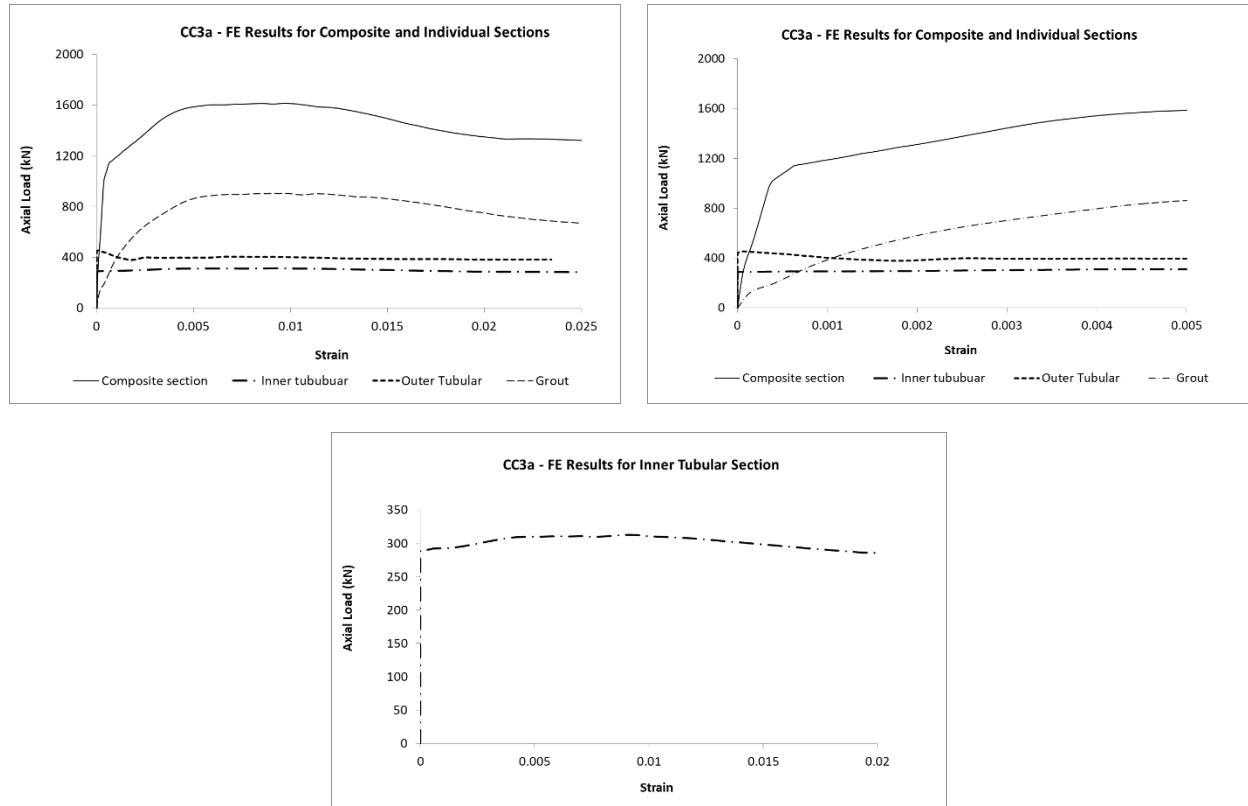 CC3a - FE Results for Composite and Individual Sections
2000
1600
1200
800
400
0
Axial Load (kN)
0 0.005 0.01 0.015 0.02 0.025
Strain
Composite section Inner tububuar Outer Tubular Grout
CC3a - FE Results for Composite and Individual Sections
2000
1600
1200
800
400
0
Axial Load (kN)
0 0.001 0.002 0.003 0.004 0.005
Strain
Composite section Inner tububuar Outer Tubular Grout
CC3a - FE Results for Inner Tubular Section
350
300
250
200
150
100
50
0
Axial Load (kN)
0 0.005 0.01 0.015 0.02
Strain